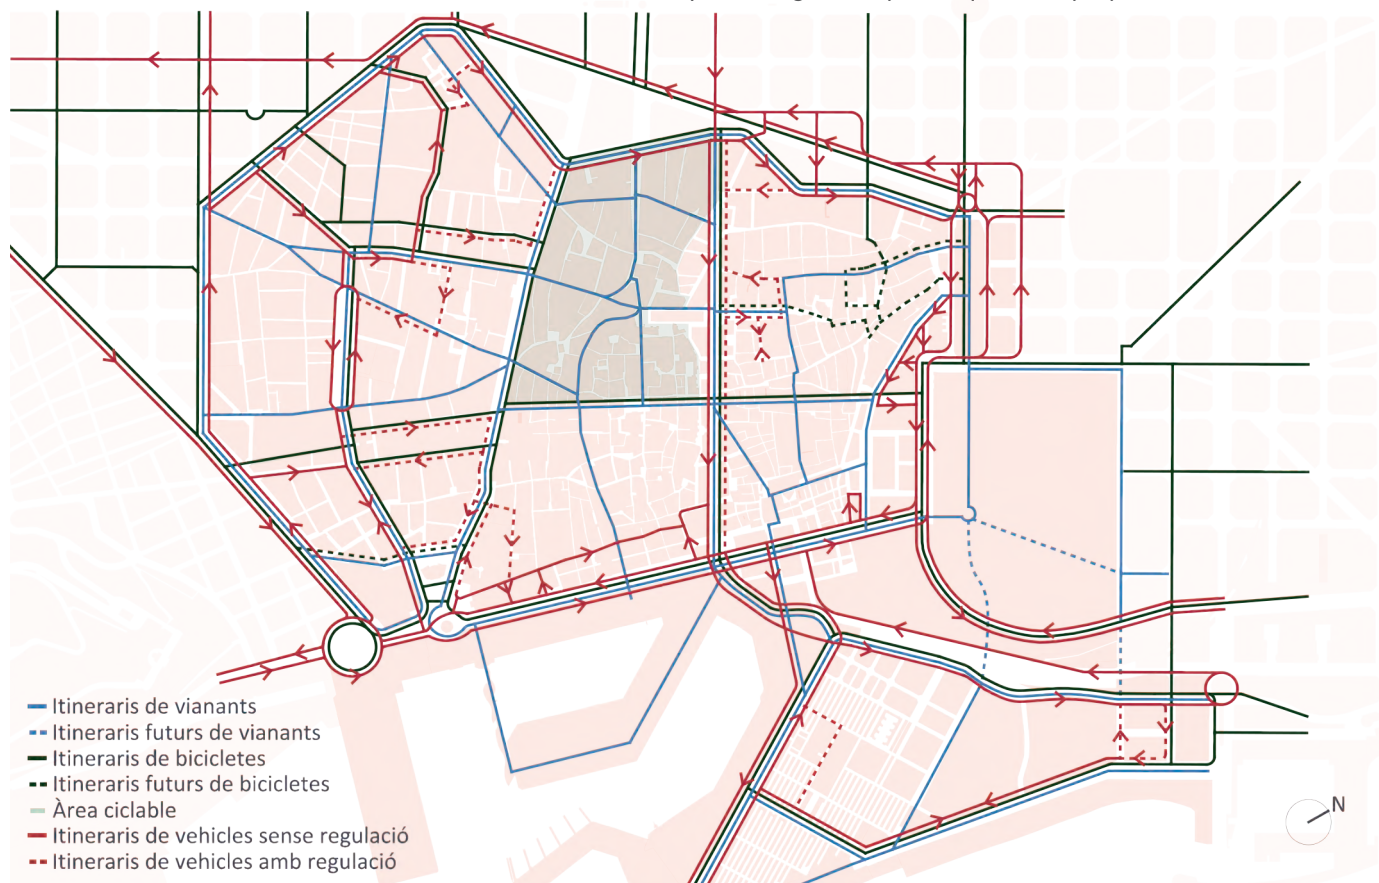 Itineraris de vianants
Itineraris futurs de vianants
Itineraris de bicicletes
Itineraris futurs de bicicletes
Àrea ciclable
Itineraris de vehicles sense regulació
Itineraris de vehicles amb regulació
N